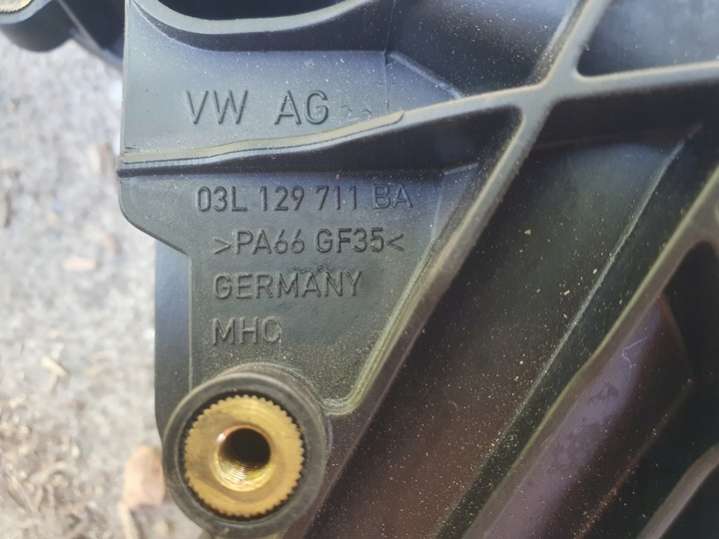 VW AG
03L 129 711 BA
>PA66 GF35<
GERMANY
MHC